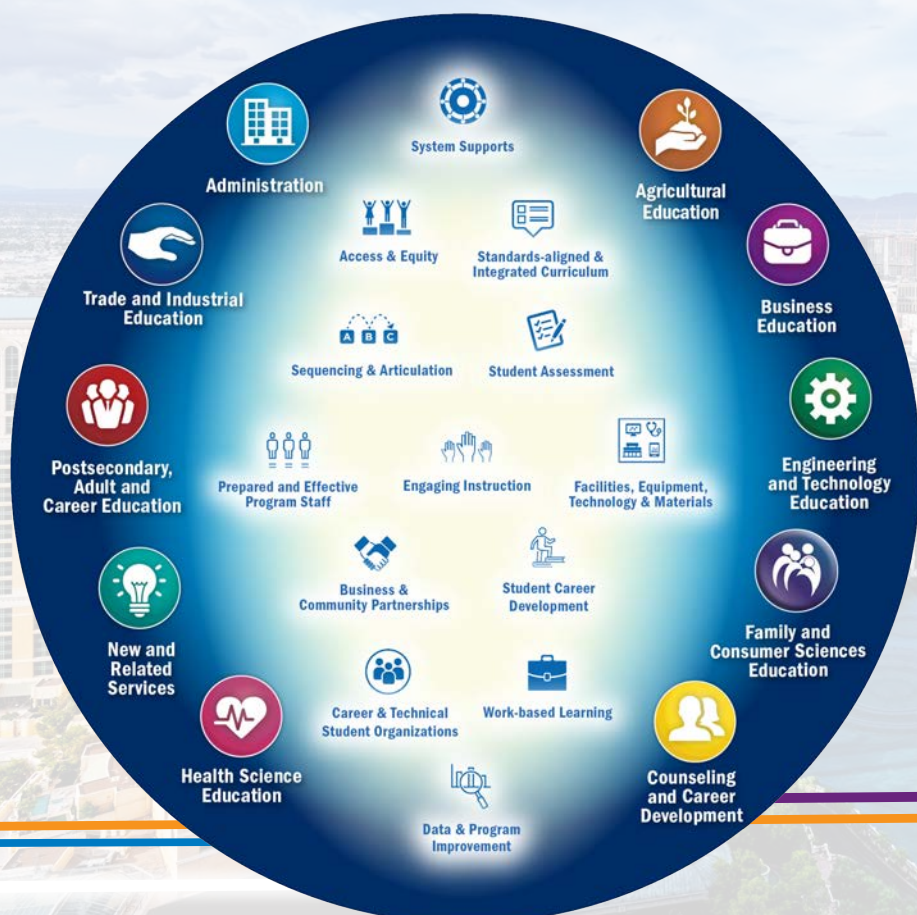 System Supports
Administration
Agricultural
Education
Access & Equity
Standards-aligned &
Integrated Curriculum
Trade and Industrial
Education
Business
Education
A B C
Sequencing & Articulation
Student Assessment
Postsecondary,
Adult and
Career Education
Prepared and Effective
Program Staff
Engaging Instruction
Facilities, Equipment,
Technology & Materials
Engineering
and Technology
Education
Business &
Community Partnerships
Student Career
Development
New and
Related
Services
Family and
Consumer Sciences
Education
Career & Technical
Student Organizations
Work-based Learning
Health Science
Education
Counseling
and Career
Development
Data & Program
Improvement